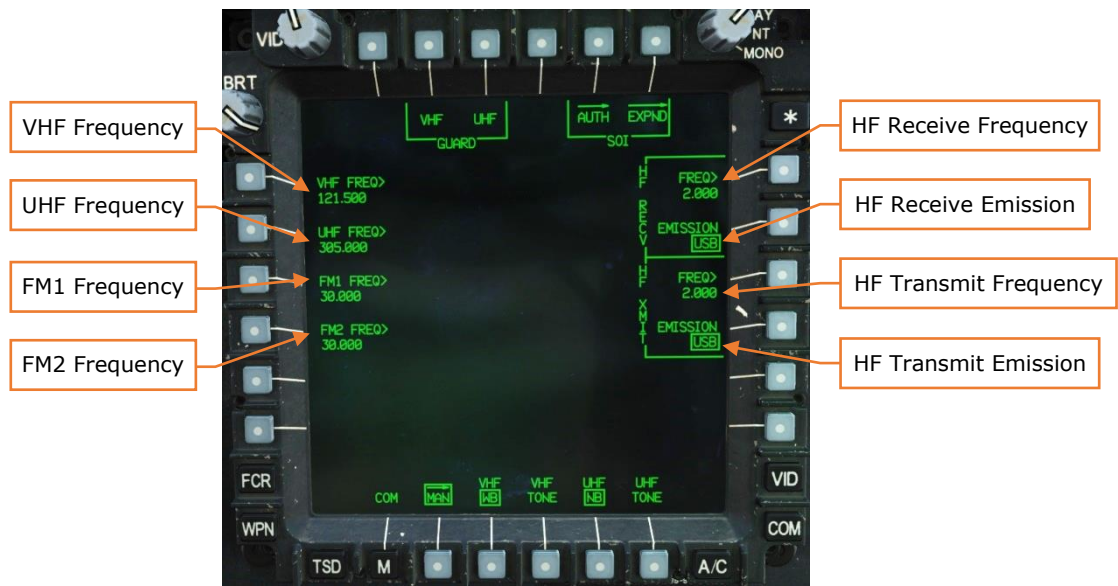 VID
AY
NT
MONO
BRT
VHF UHF
GUARD
AUTH EXPND
SOI
*
VHF Frequency
UHF Frequency
FM1 Frequency
FM2 Frequency
VHF FREQ>
121.500
UHF FREQ>
305.000
FM1 FREQ>
30.000
FM2 FREQ>
30.000
HF RECV
FREQ>
2.000
EMISSION
USB
HF XMIT
FREQ>
2.000
EMISSION
USB
HF Receive Frequency
HF Receive Emission
HF Transmit Frequency
HF Transmit Emission
FCR
WPN
VID
COM
COM
MAN
VHF
WB
VHF
TONE
UHF
NB
UHF
TONE
TSD
M
A/C